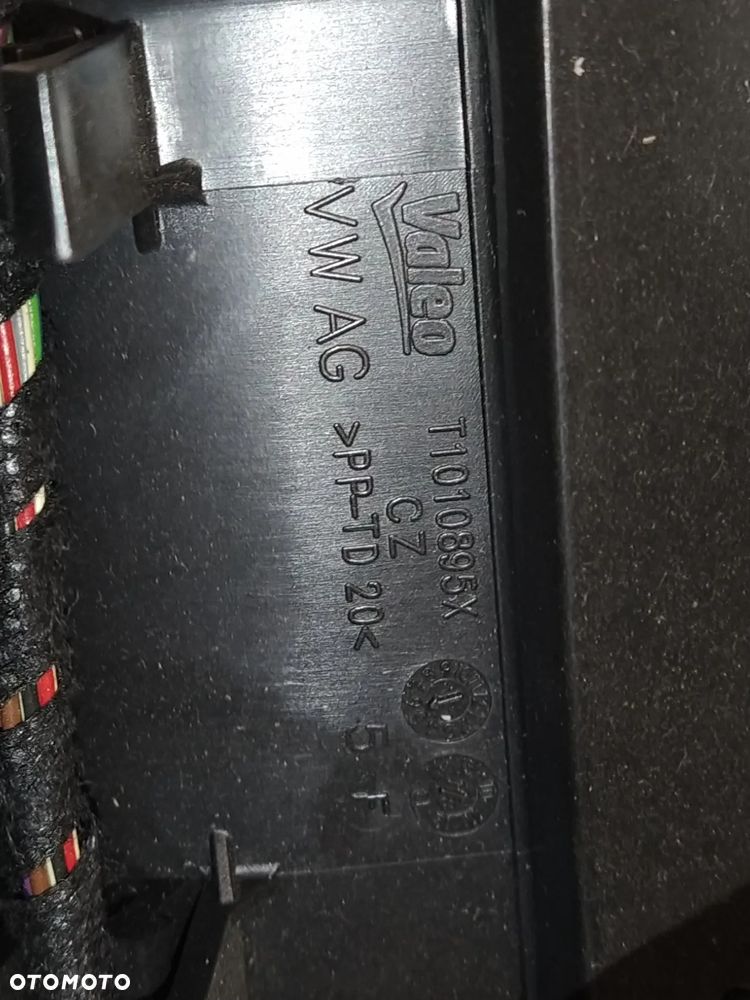 Valeo
T1010895X
CZ
VW AG >PP-TD 20<
5 F
OTOMOTO